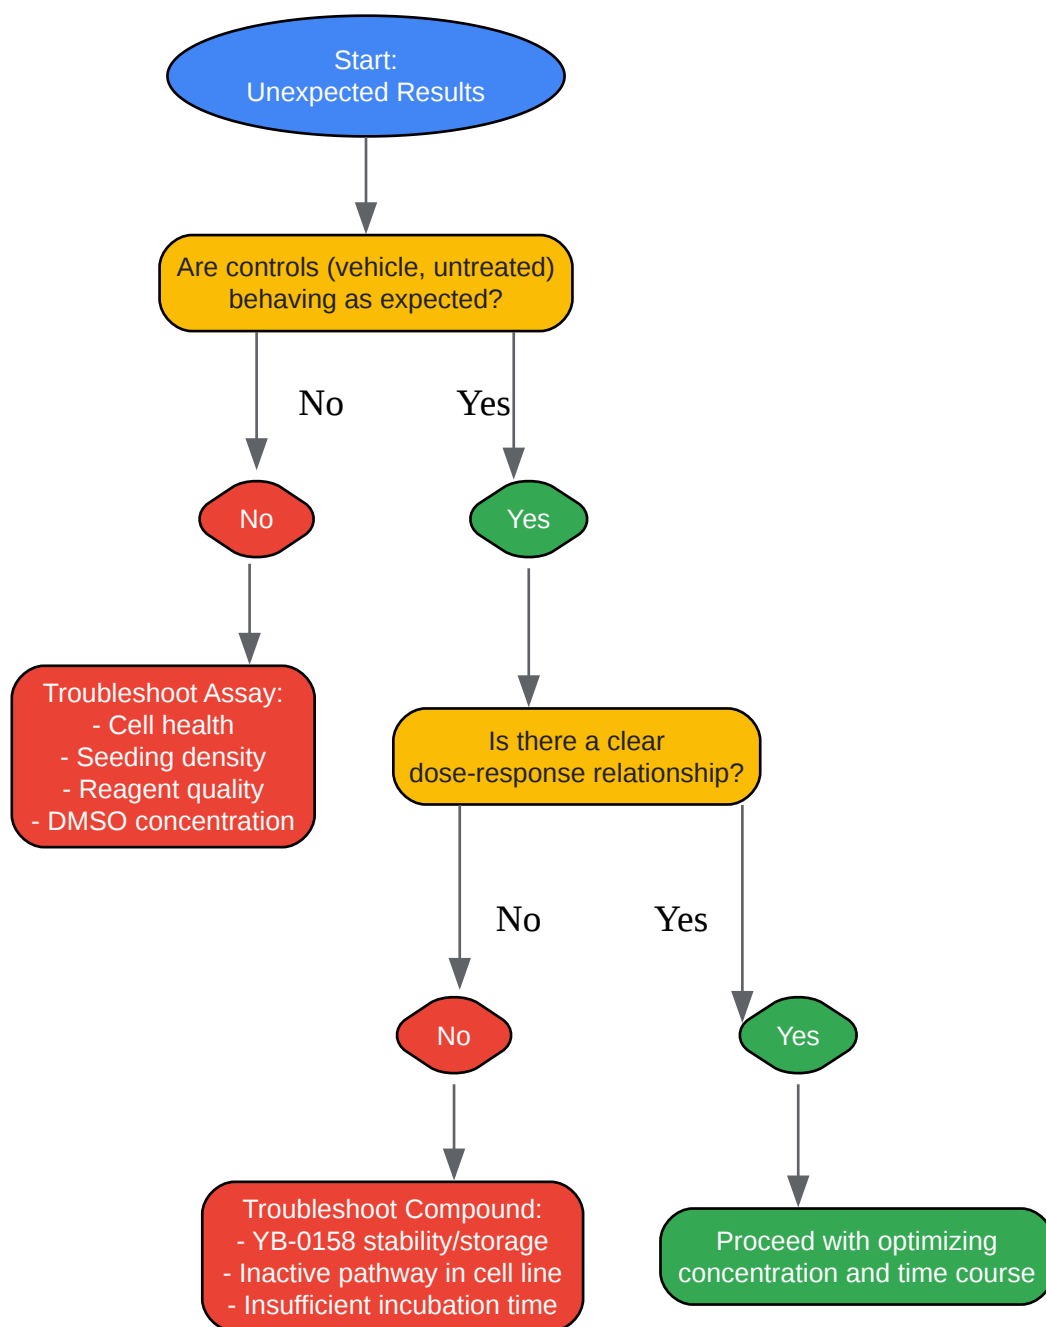 Start:
Unexpected Results
Are controls (vehicle, untreated)
behaving as expected?
No
Yes
No
Yes
Troubleshoot Assay:
- Cell health
- Seeding density
- Reagent quality
- DMSO concentration
Is there a clear
dose-response relationship?
No
Yes
No
Yes
Troubleshoot Compound:
- YB-0158 stability/storage
- Inactive pathway in cell line
- Insufficient incubation time
Proceed with optimizing
concentration and time course